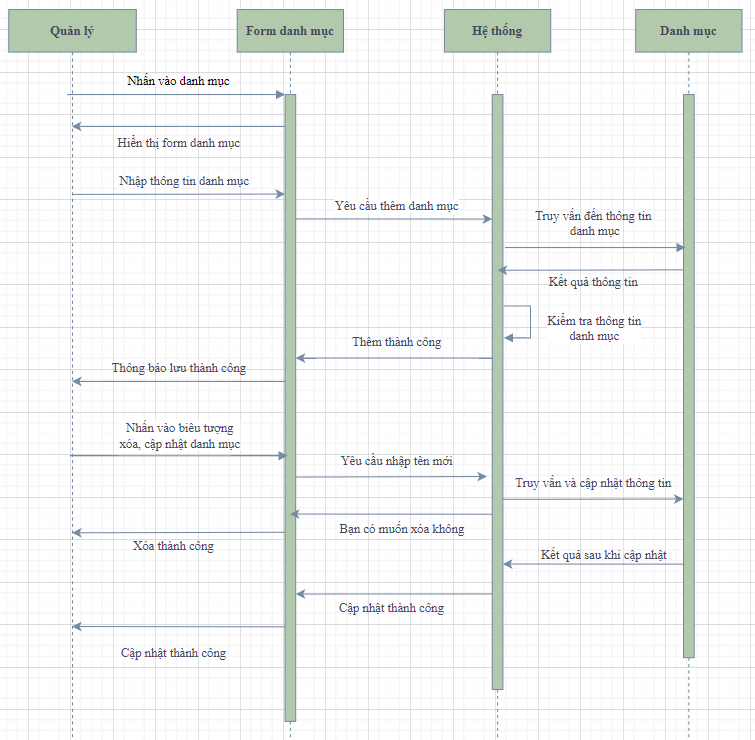 Quản lý
Form danh mục
Hệ thống
Danh mục
Nhấn vào danh mục
Hiển thị form danh mục
Nhập thông tin danh mục
Yêu cầu thêm danh mục
Truy vấn đến thông tin
danh mục
Kết quả thông tin
Kiểm tra thông tin
danh mục
Thêm thành công
Thông báo lưu thành công
Nhấn vào biêu tượng
xóa, cập nhật danh mục
Yêu cầu nhập tên mới
Truy vấn và cập nhật thông tin
Bạn có muốn xóa không
Xóa thành công
Kết quả sau khi cập nhật
Cập nhật thành công
Cập nhật thành công